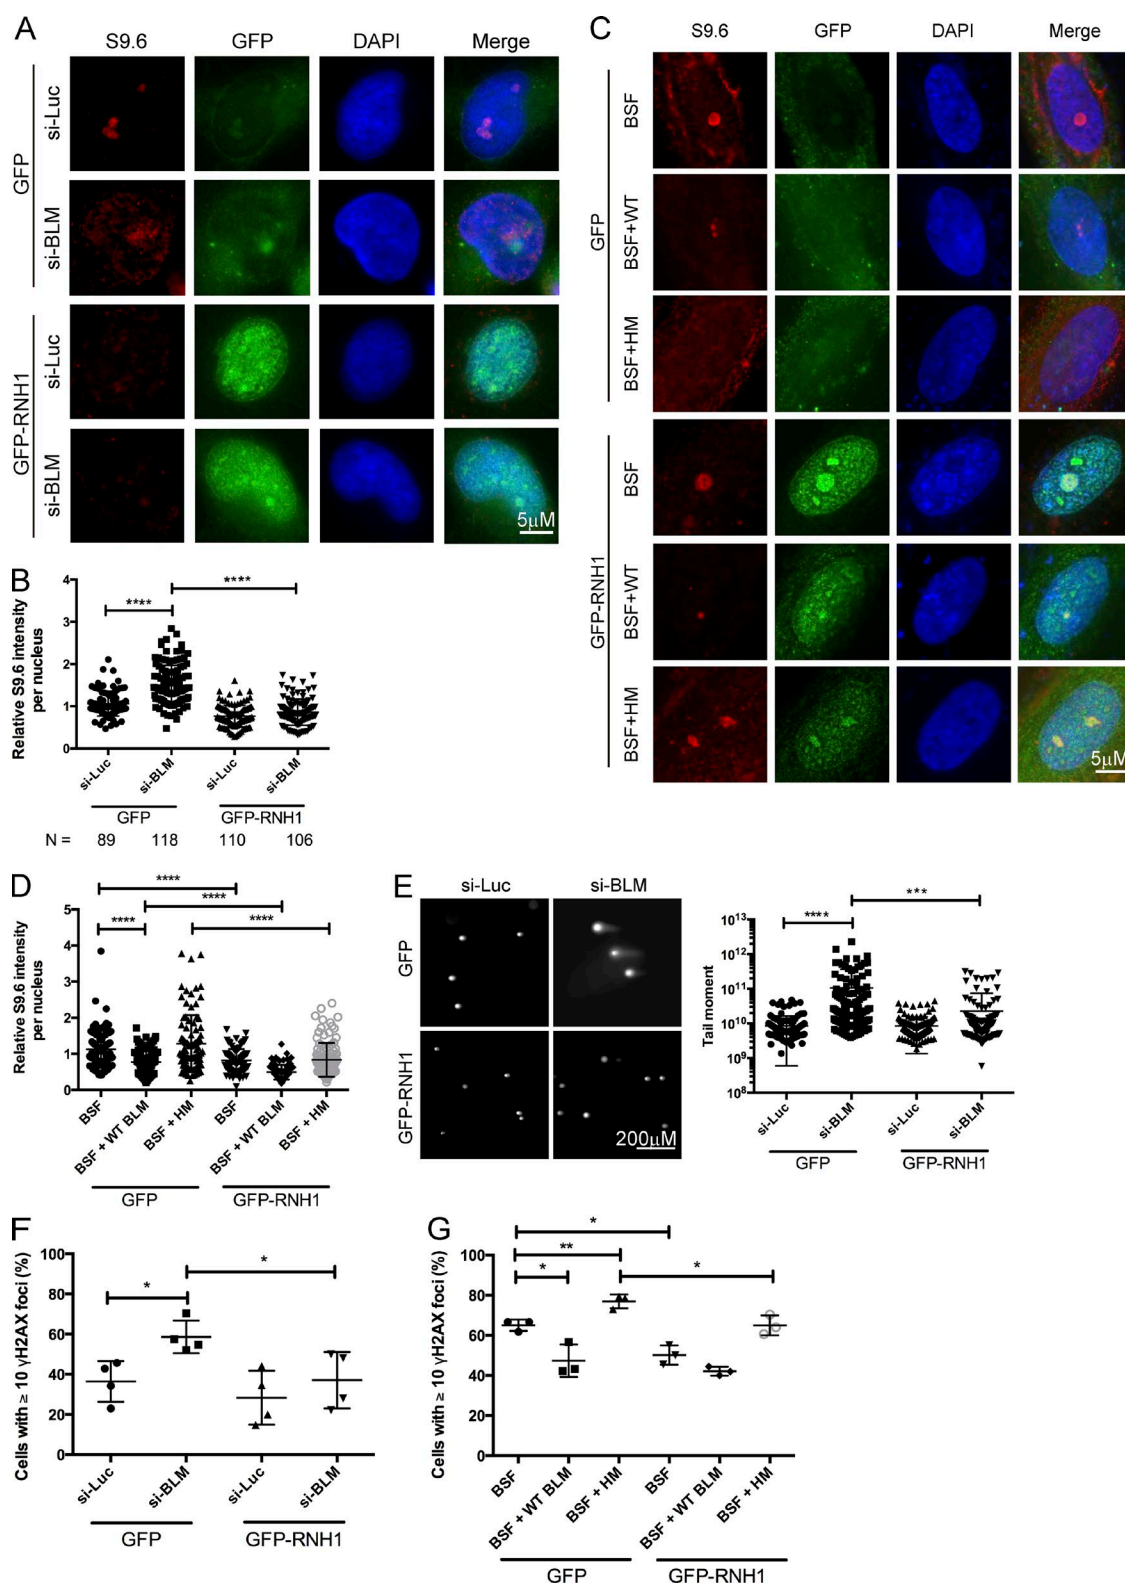 A
S9.6 GFP DAPI Merge
GFP
si-Luc
si-BLM
GFP-RNH1
si-Luc
si-BLM
5μM
B
Relative S9.6 intensity
per nucleus
4
3
2
1
0
****
****
si-Luc si-BLM si-Luc si-BLM
GFP GFP-RNH1
N = 89 118 110 106
C
S9.6 GFP DAPI Merge
GFP
BSF
BSF+WT
BSF+HM
GFP-RNH1
BSF
BSF+WT
BSF+HM
5μM
D
Relative S9.6 intensity
per nucleus
5
4
3
2
1
0
****
****
**** ****
BSF BSF + WT BLM BSF + HM BSF BSF + WT BLM BSF + HM
GFP GFP-RNH1
E
si-Luc si-BLM
GFP
GFP-RNH1
200μM
Tail moment
10¹³
10¹²
10¹¹
10¹⁰
10⁹
10⁸
**** ***
si-Luc si-BLM si-Luc si-BLM
GFP GFP-RNH1
F
Cells with ≥ 10 γH2AX foci (%)
100
80
60
40
20
0
*
*
si-Luc si-BLM si-Luc si-BLM
GFP GFP-RNH1
G
Cells with ≥ 10 γH2AX foci (%)
100
80
60
40
20
0
*
**
* *
BSF BSF + WT BLM BSF + HM BSF BSF + WT BLM BSF + HM
GFP GFP-RNH1